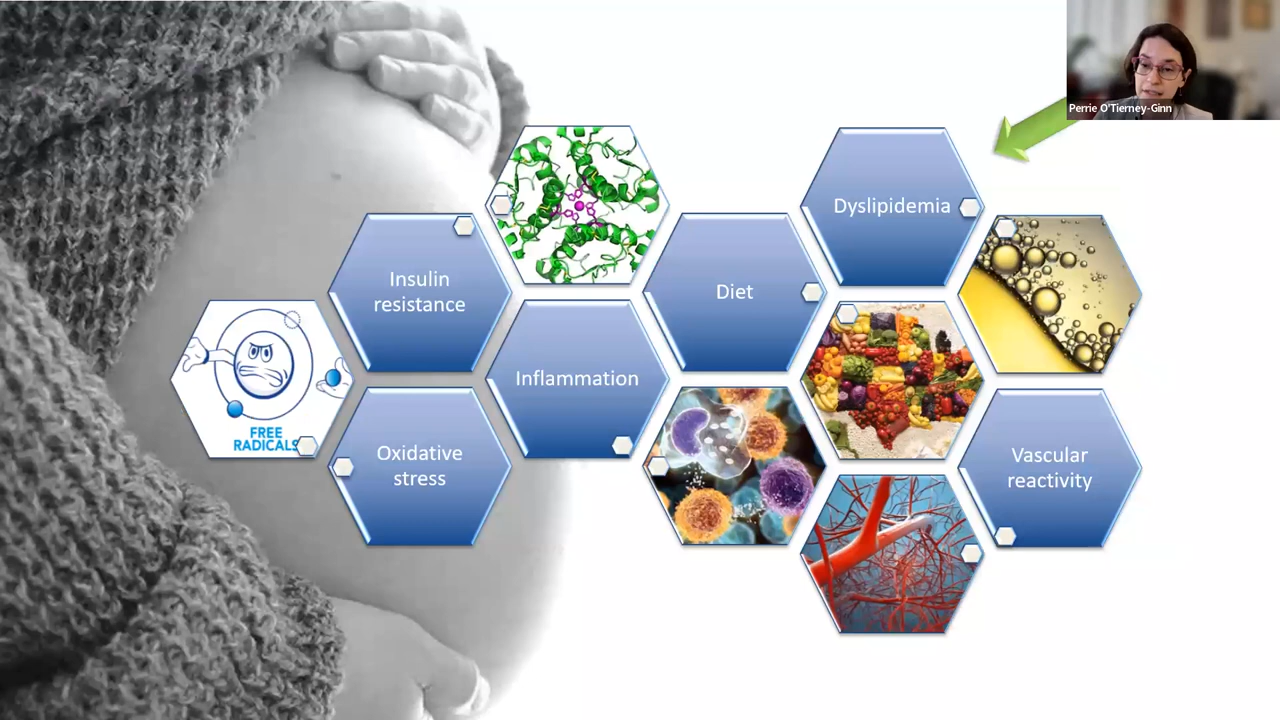 Perrie O'Tierney-Ginn
Dyslipidemia
Insulin
resistance
Diet
Inflammation
FREE
RADICALS
Oxidative
stress
Vascular
reactivity